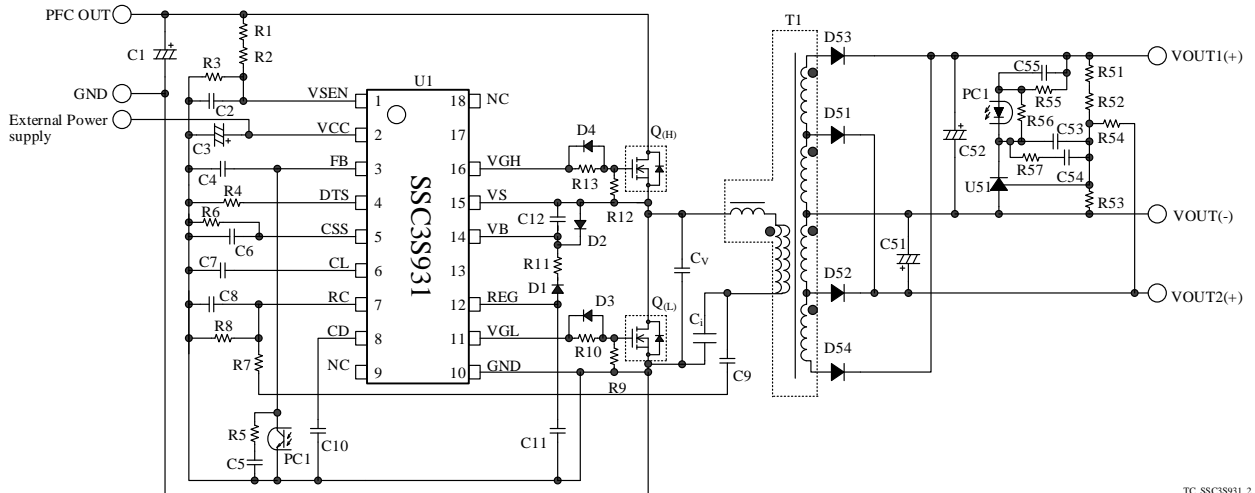 T1
PFC OUT
R1
D53
C1
R2
R3
VOUT1(+)
C55
R51
U1
PC1
R55
GND
VSEN
1
18
NC
C2
R52
R56
External Power
supply
VCC
2
17
D4
Q(H)
D51
C53
R54
C3
C52
FB
3
16
VGH
R57
C54
C4
R13
U51
R4
DTS
4
SSC3S931
15
VS
R12
R53
R6
C12
VOUT(-)
CSS
5
14
VB
D2
C6
C51
R11
CV
C7
CL
6
13
D1
D52
C8
RC
7
12
REG
D3
Q(L)
VOUT2(+)
Ci
R8
CD
8
11
VGL
R10
D54
R7
NC
9
10
GND
R9
C9
R5
C10
C11
C5
PC1
TC_SSC3S931_2